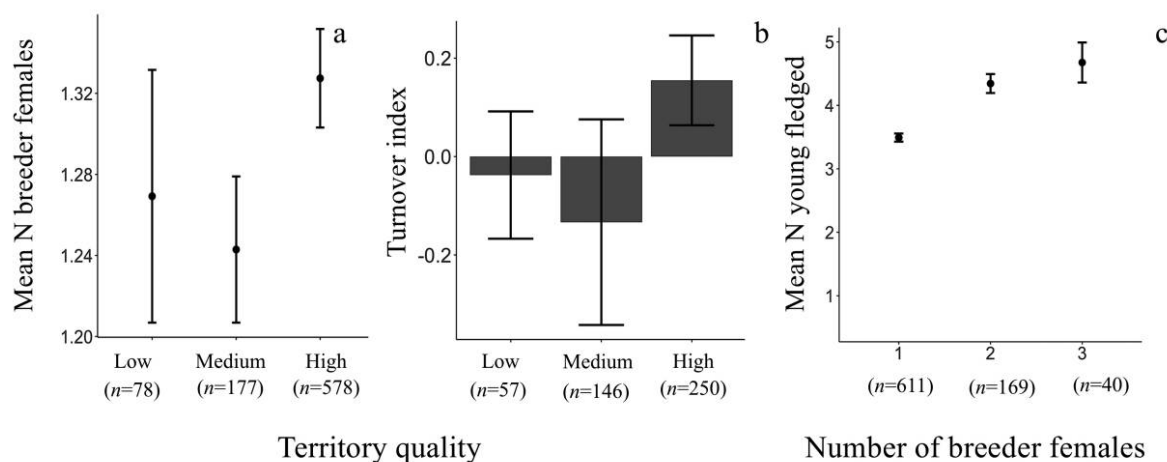 a
Mean N breeder females
1.32
1.28
1.24
1.20
Low Medium High
(n=78) (n=177) (n=578)
b
Turnover index
0.2
0.0
-0.2
Low Medium High
(n=57) (n=146) (n=250)
Territory quality
c
Mean N young fledged
5
4
3
2
1
1 2 3
(n=611) (n=169) (n=40)
Number of breeder females